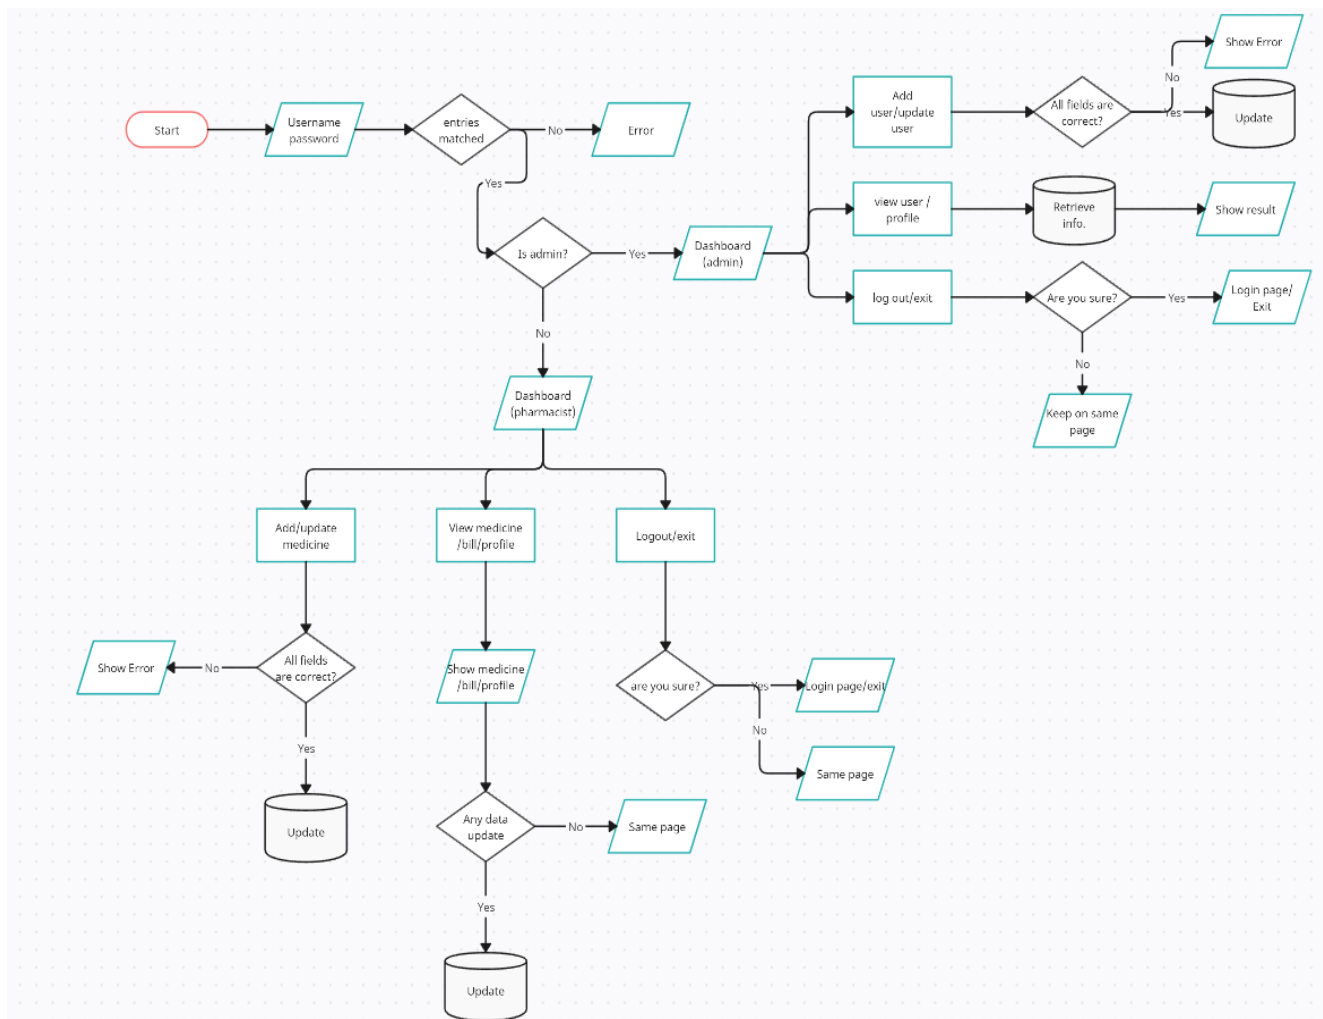 Show Error
No
Add
user/update
user
All fields are
correct?
Yes
Update
Start
Username
password
entries
matched
No
Error
Yes
view user /
profile
Retrieve
info.
Show result
Is admin?
Yes
Dashboard
(admin)
log out/exit
Are you sure?
Yes
Login page/
Exit
No
No
Dashboard
(pharmacist)
Keep on same
page
Add/update
medicine
View medicine
/bill/profile
Logout/exit
Show Error
No
All fields
are correct?
Show medicine
/bill/profile
are you sure?
Yes
Login page/exit
No
Yes
Same page
Update
Any data
update
No
Same page
Yes
Update